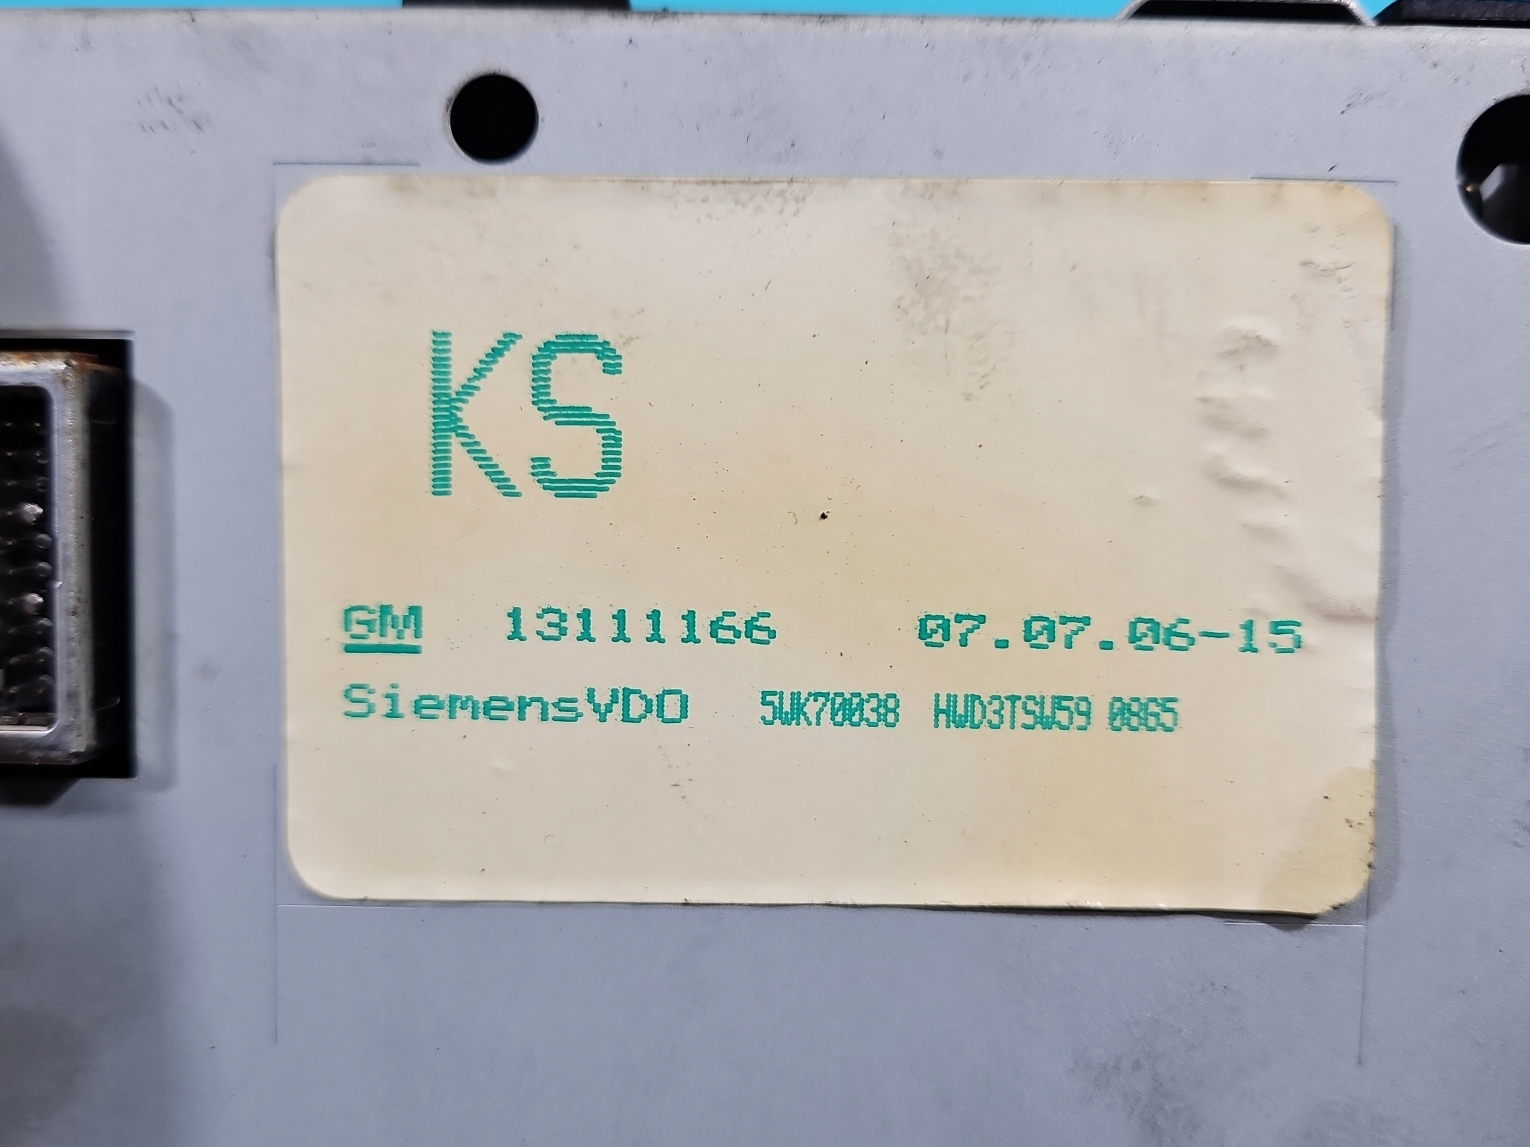 KS
GM 13111166 07.07.06-15
SiemensVDO 5WK70038 HWD3TSW59 0865